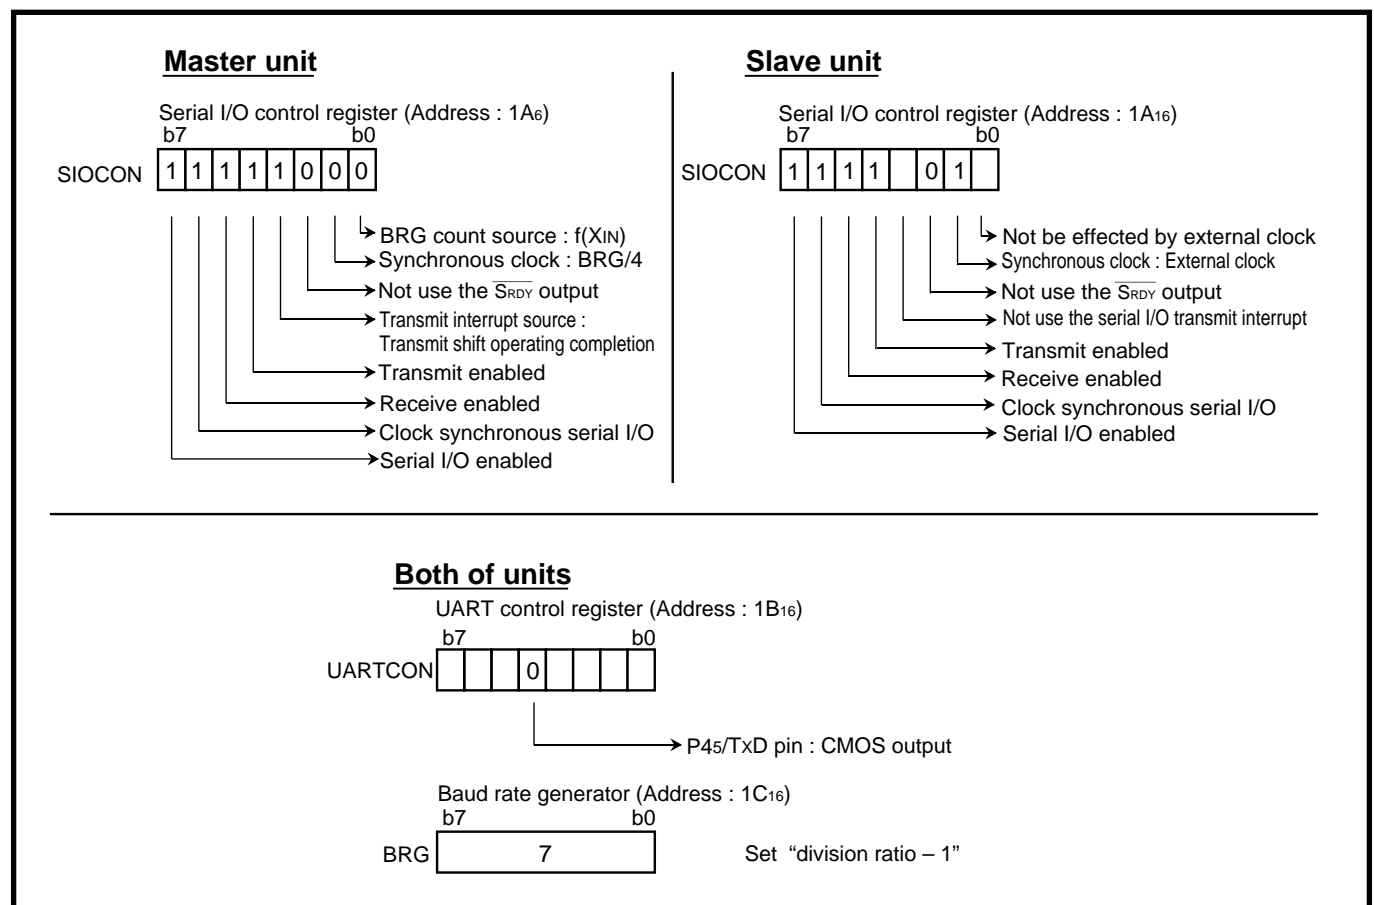 Master unit
Serial I/O control register (Address : 1A6)
b7 b0
SIOCON 1 1 1 1 1 0 0 0
BRG count source : f(XIN)
Synchronous clock : BRG/4
Not use the SRDY output
Transmit interrupt source :
Transmit shift operating completion
Transmit enabled
Receive enabled
Clock synchronous serial I/O
Serial I/O enabled
Slave unit
Serial I/O control register (Address : 1A16)
b7 b0
SIOCON 1 1 1 1 0 1
Not be effected by external clock
Synchronous clock : External clock
Not use the SRDY output
Not use the serial I/O transmit interrupt
Transmit enabled
Receive enabled
Clock synchronous serial I/O
Serial I/O enabled
Both of units
UART control register (Address : 1B16)
b7 b0
UARTCON 0
P45/TXD pin : CMOS output
Baud rate generator (Address : 1C16)
b7 b0
BRG 7 Set “division ratio – 1”